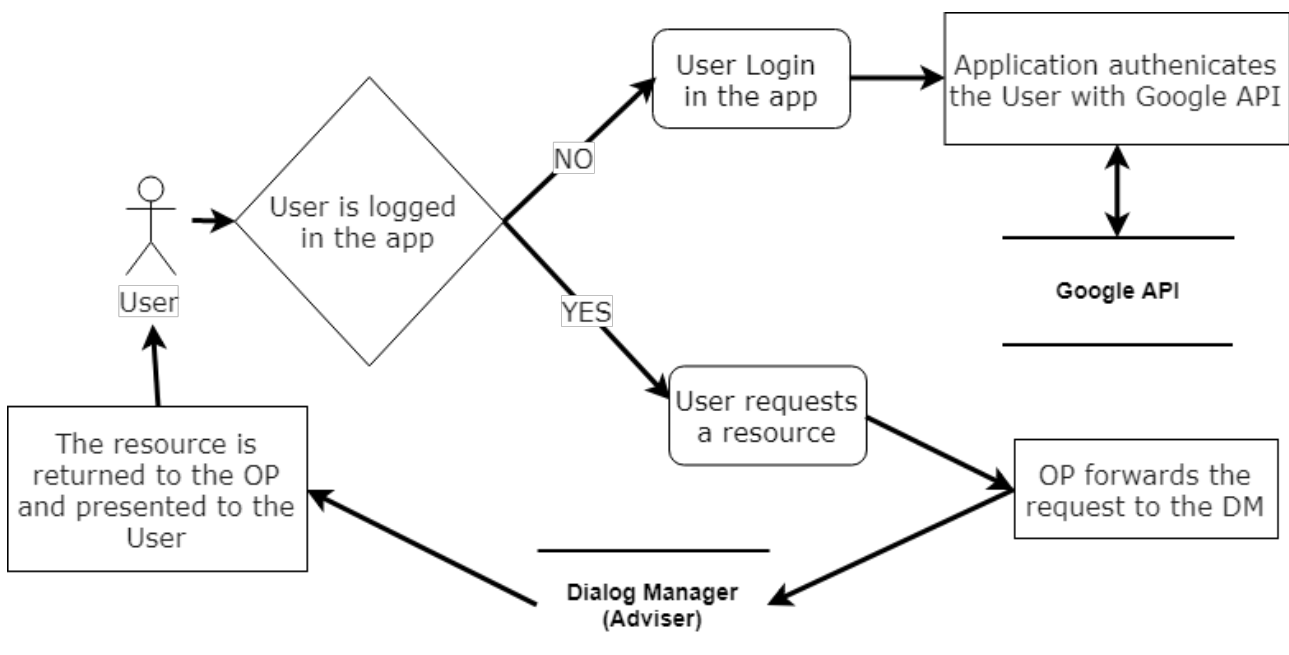 User Login
in the app
Application authenicates
the User with Google API
NO
User is logged
in the app
User
YES
Google API
User requests
a resource
The resource is
returned to the OP
and presented to the
User
OP forwards the
request to the DM
Dialog Manager
(Adviser)